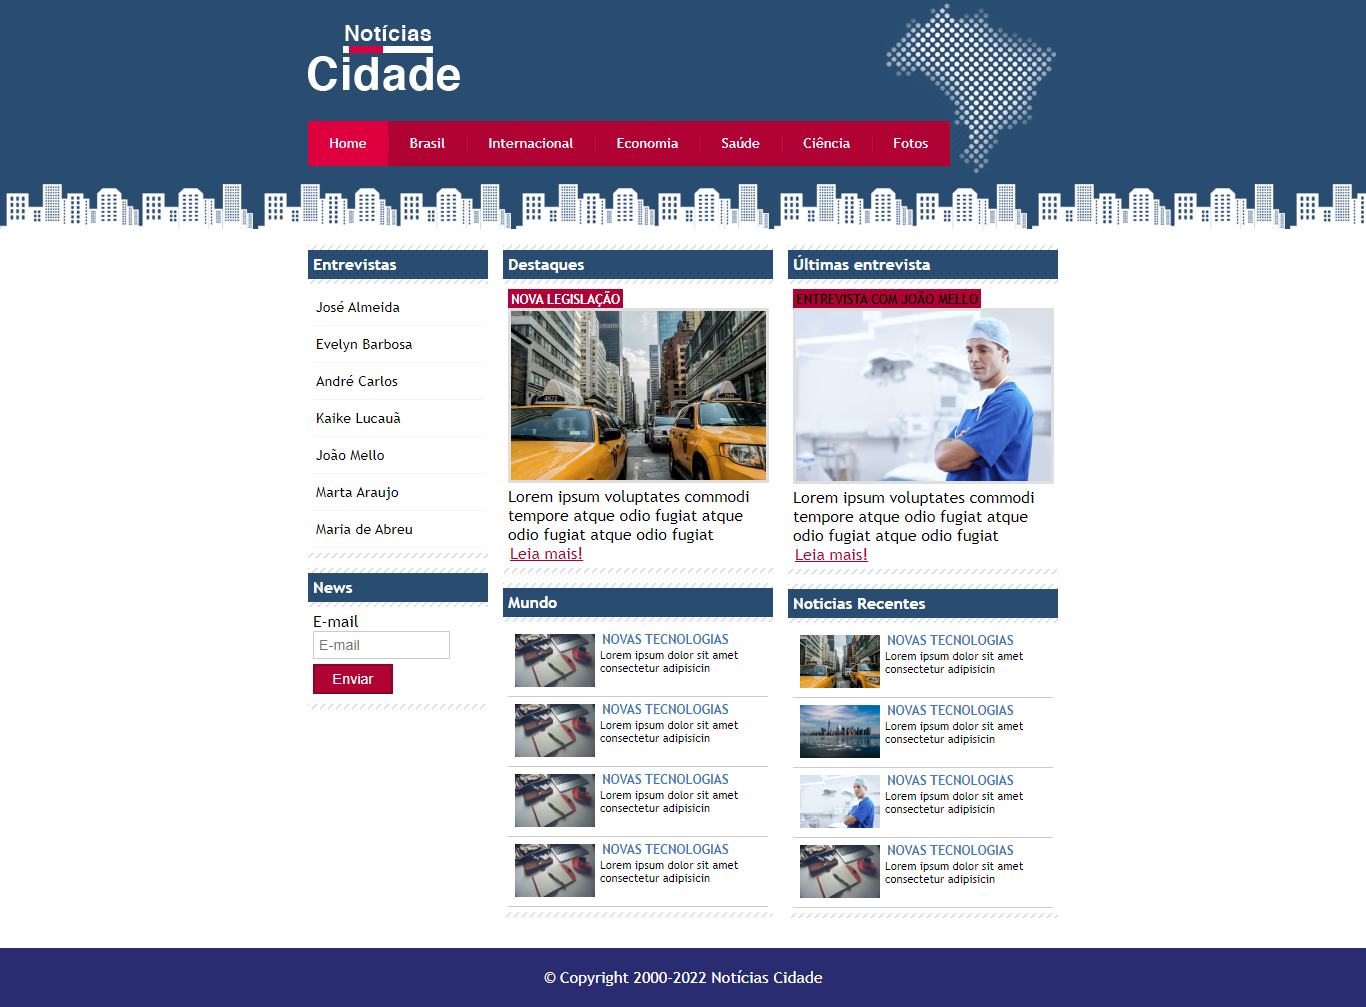 Notícias
Cidade
Home
Brasil
Internacional
Economia
Saúde
Ciência
Fotos
Entrevistas
José Almeida
Evelyn Barbosa
André Carlos
Kaike Lucauã
João Mello
Marta Araujo
Maria de Abreu
News
E-mail
E-mail
Enviar
Destaques
NOVA LEGISLAÇÃO
Lorem ipsum voluptates commodi
tempore atque odio fugiat atque
odio fugiat atque odio fugiat
Leia mais!
Mundo
NOVAS TECNOLOGIAS
Lorem ipsum dolor sit amet
consectetur adipisicin
NOVAS TECNOLOGIAS
Lorem ipsum dolor sit amet
consectetur adipisicin
NOVAS TECNOLOGIAS
Lorem ipsum dolor sit amet
consectetur adipisicin
NOVAS TECNOLOGIAS
Lorem ipsum dolor sit amet
consectetur adipisicin
Últimas entrevista
ENTREVISTA COM JOÃO MELLO
Lorem ipsum voluptates commodi
tempore atque odio fugiat atque
odio fugiat atque odio fugiat
Leia mais!
Noticias Recentes
NOVAS TECNOLOGIAS
Lorem ipsum dolor sit amet
consectetur adipisicin
NOVAS TECNOLOGIAS
Lorem ipsum dolor sit amet
consectetur adipisicin
NOVAS TECNOLOGIAS
Lorem ipsum dolor sit amet
consectetur adipisicin
NOVAS TECNOLOGIAS
Lorem ipsum dolor sit amet
consectetur adipisicin
© Copyright 2000-2022 Notícias Cidade